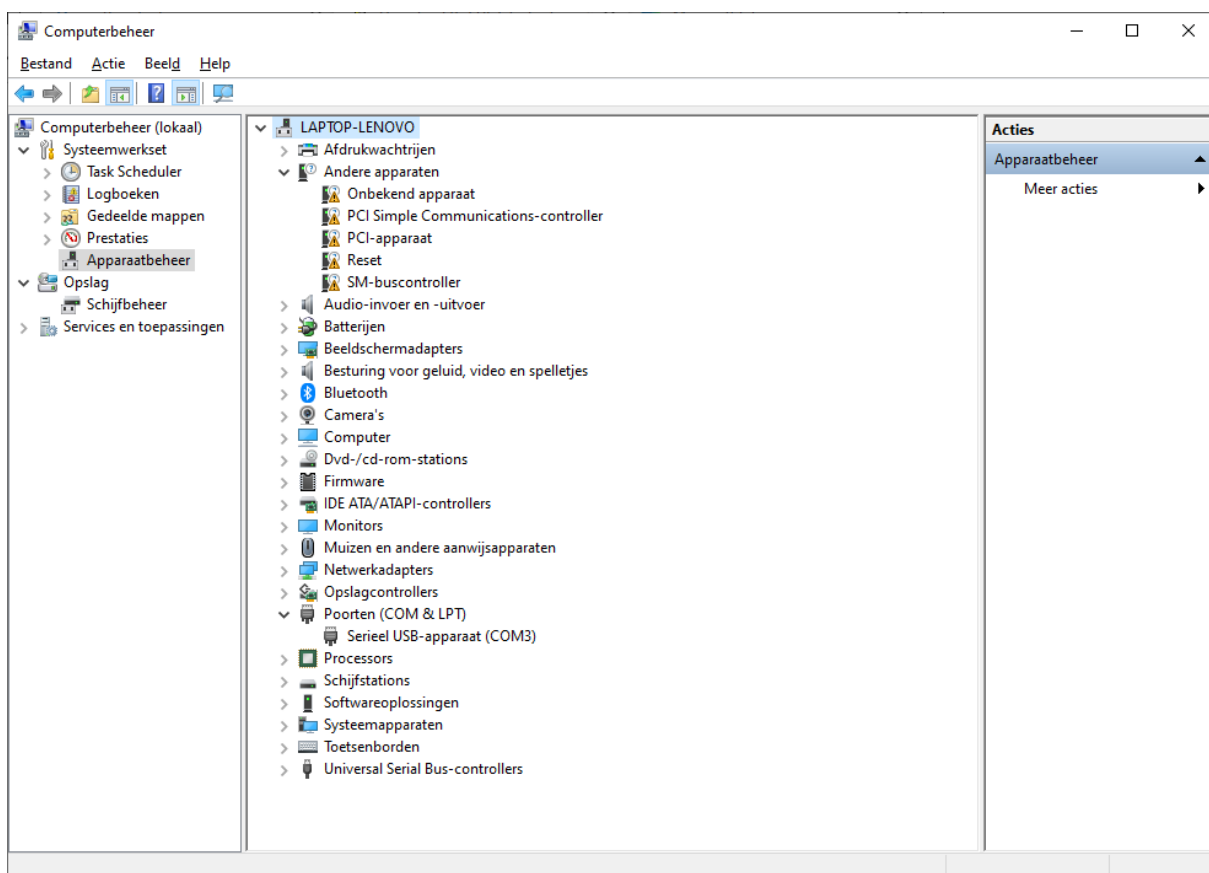 Computerbeheer
Bestand Actie Beeld Help
Computerbeheer (lokaal)
Systeemwerkset
Task Scheduler
Logboeken
Gedeelde mappen
Prestaties
Apparaatbeheer
Opslag
Schijfbeheer
Services en toepassingen
LAPTOP-LENOVO
Afdrukwachtrijen
Andere apparaten
Onbekend apparaat
PCI Simple Communications-controller
PCI-apparaat
Reset
SM-buscontroller
Audio-invoer en -uitvoer
Batterijen
Beeldschermadapters
Besturing voor geluid, video en spelletjes
Bluetooth
Camera's
Computer
Dvd-/cd-rom-stations
Firmware
IDE ATA/ATAPI-controllers
Monitors
Muizen en andere aanwijsapparaten
Netwerkadapters
Opslagcontrollers
Poorten (COM & LPT)
Serieel USB-apparaat (COM3)
Processors
Schijfstations
Softwareoplossingen
Systeemapparaten
Toetsenborden
Universal Serial Bus-controllers
Acties
Apparaatbeheer
Meer acties